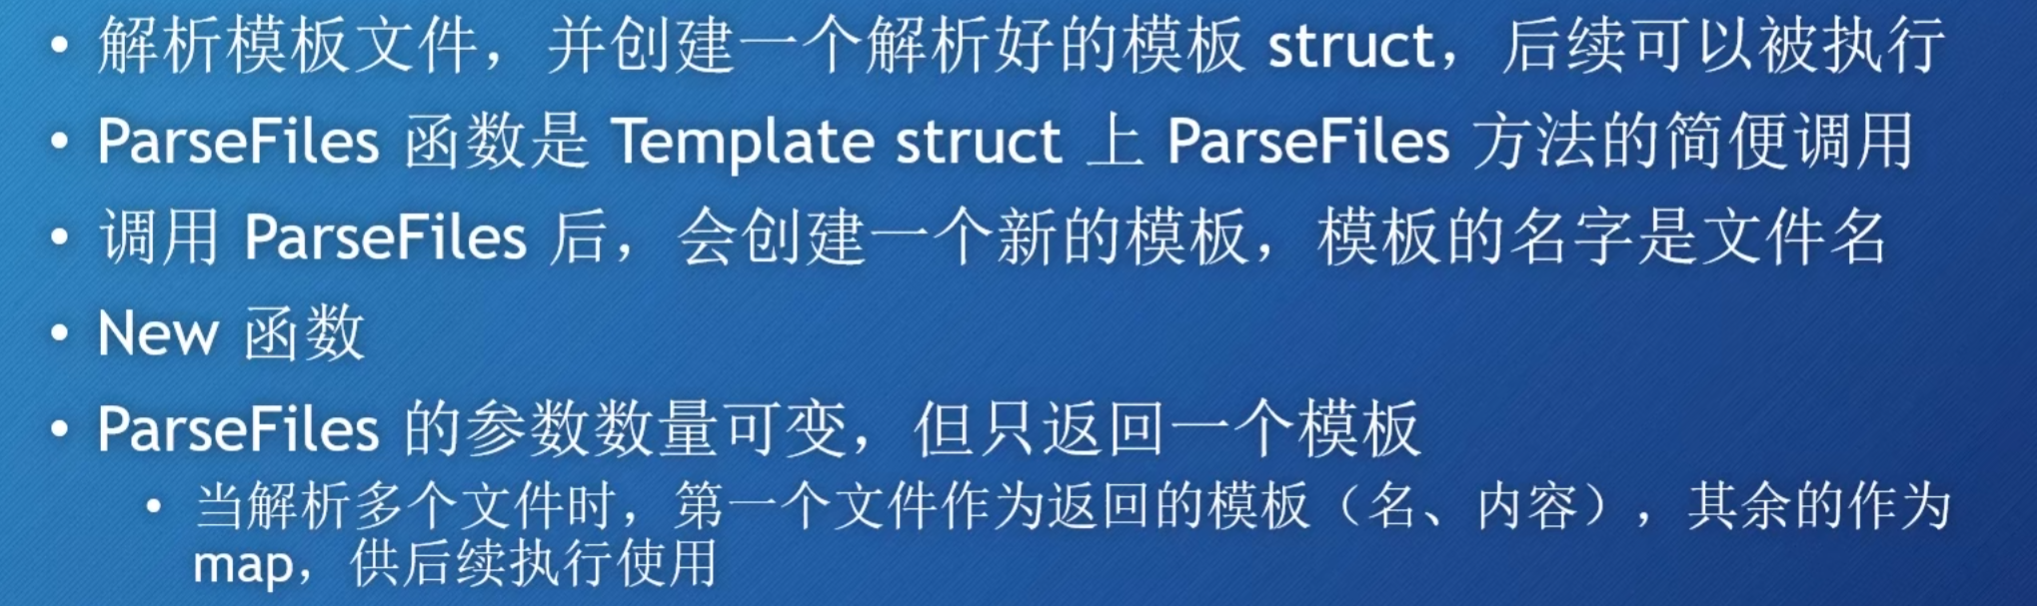 • 解析模板文件，并创建一个解析好的模板 struct，后续可以被执行
• ParseFiles 函数是 Template struct 上 ParseFiles 方法的简便调用
• 调用 ParseFiles 后，会创建一个新的模板，模板的名字是文件名
• New 函数
• ParseFiles 的参数数量可变，但只返回一个模板
• 当解析多个文件时，第一个文件作为返回的模板（名、内容），其余的作为
map，供后续执行使用